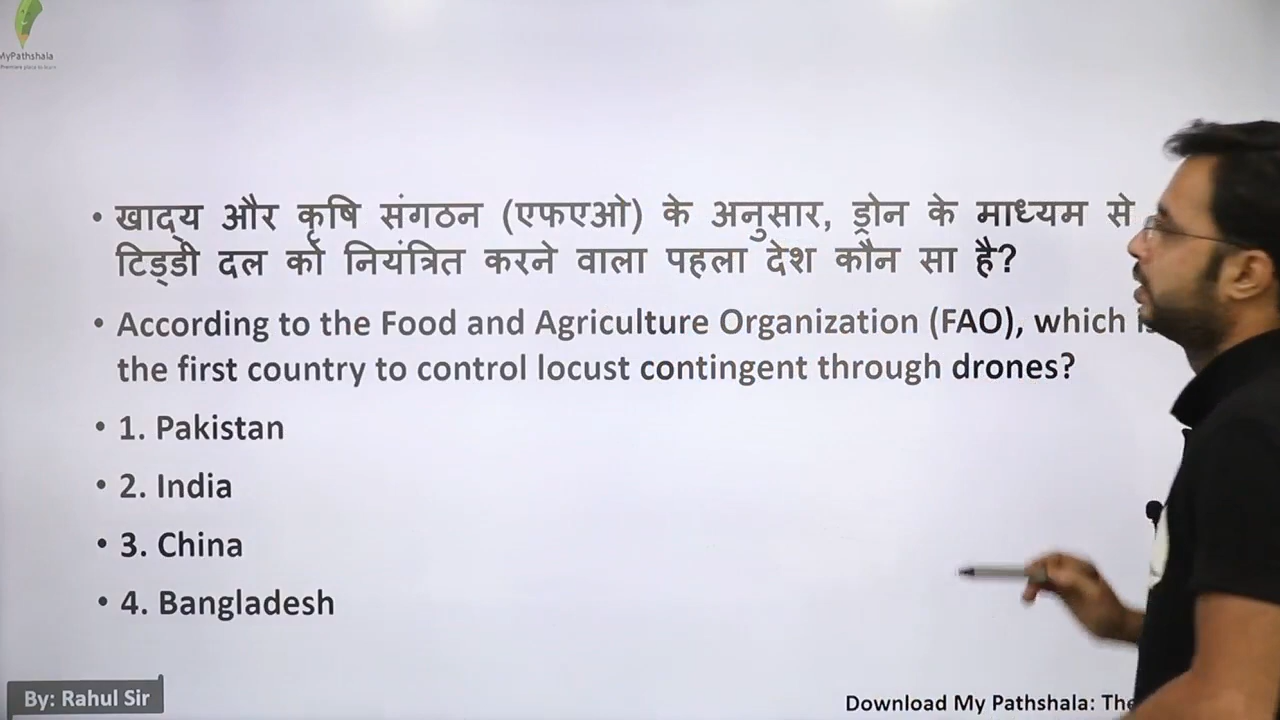 MyPathshala
• खाद्य और कृषि संगठन (एफएओ) के अनुसार, ड्रोन के माध्यम से
टिड्डी दल को नियंत्रित करने वाला पहला देश कौन सा है?
• According to the Food and Agriculture Organization (FAO), which
the first country to control locust contingent through drones?
• 1. Pakistan
• 2. India
• 3. China
• 4. Bangladesh
By: Rahul Sir
Download My Pathshala: The